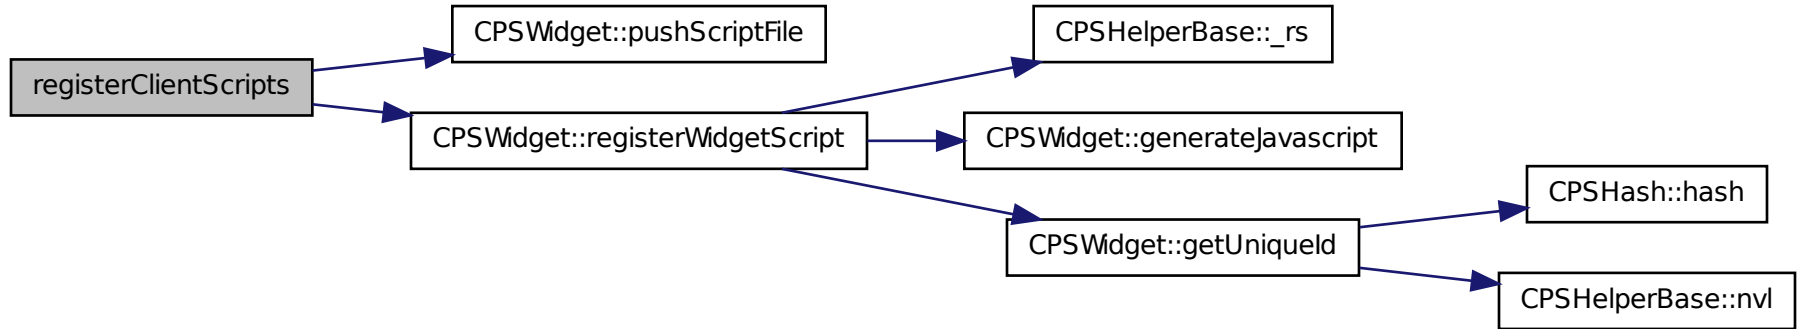 registerClientScripts
CPSWidget::pushScriptFile
CPSWidget::registerWidgetScript
CPSHelperBase::_rs
CPSWidget::generateJavascript
CPSWidget::getUniqueId
CPSHash::hash
CPSHelperBase::nvl